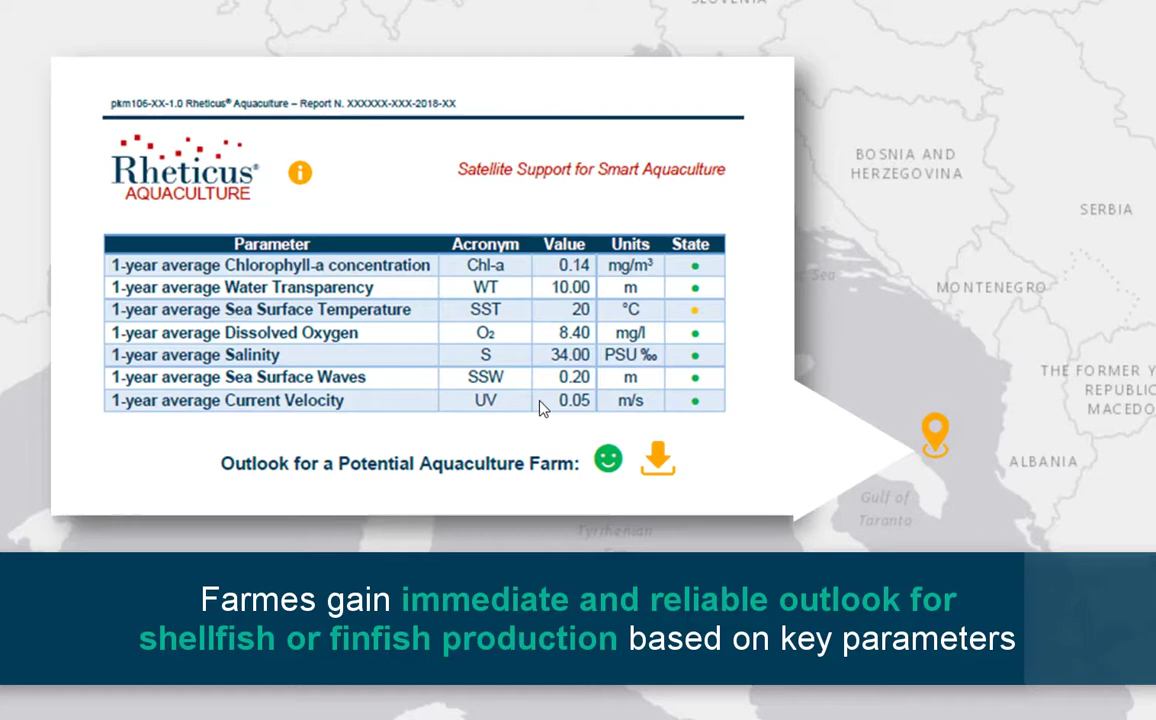 SLOVENIA
pkm106-XX-1.0 Rheticus® Aquaculture – Report N. XXXXXX-XXX-2018-XX
Rheticus®
AQUACULTURE
i
Satellite Support for Smart Aquaculture
Parameter Acronym Value Units State
1-year average Chlorophyll-a concentration Chl-a 0.14 mg/m³
1-year average Water Transparency WT 10.00 m
1-year average Sea Surface Temperature SST 20 °C
1-year average Dissolved Oxygen O₂ 8.40 mg/l
1-year average Salinity S 34.00 PSU ‰
1-year average Sea Surface Waves SSW 0.20 m
1-year average Current Velocity UV 0.05 m/s
Outlook for a Potential Aquaculture Farm:
BOSNIA AND
HERZEGOVINA
SERBIA
Sea
MONTENEGRO
THE FORMER Y
REPUBLIC
MACEDO
ALBANIA
Gulf of
Taranto
Tyrrhenian
Farmes gain immediate and reliable outlook for
shellfish or finfish production based on key parameters